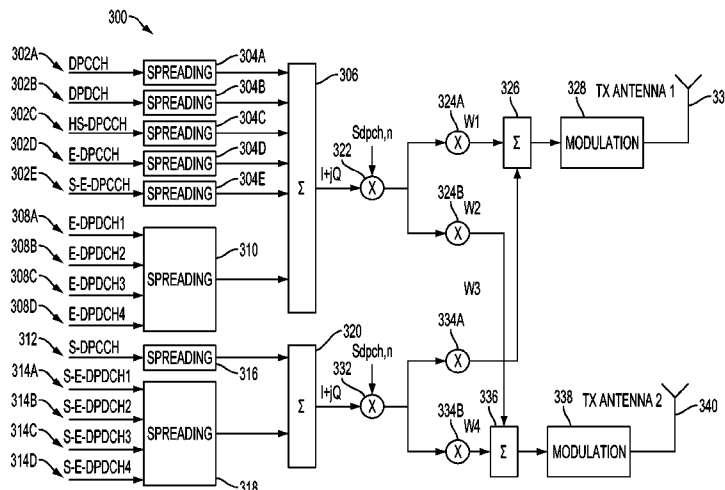 300
302A DPCCH SPREADING 304A
302B DPDCH SPREADING 304B
302C HS-DPCCH SPREADING 304C
302D E-DPCCH SPREADING 304D
302E S-E-DPCCH SPREADING 304E
306
Σ
308A E-DPDCH1
308B E-DPDCH2
308C E-DPDCH3
308D E-DPDCH4
SPREADING
310
312 S-DPCCH SPREADING
316
314A S-E-DPDCH1
314B S-E-DPDCH2
314C S-E-DPDCH3
314D S-E-DPDCH4
SPREADING
318
320
Σ
I+jQ
Sdpch,n
322
X
324A
X
W1
324B
X
W2
W3
326
Σ
328
MODULATION
TX ANTENNA 1
33
I+jQ
Sdpch,n
332
X
334A
X
334B
X
W4
336
Σ
338
MODULATION
TX ANTENNA 2
340